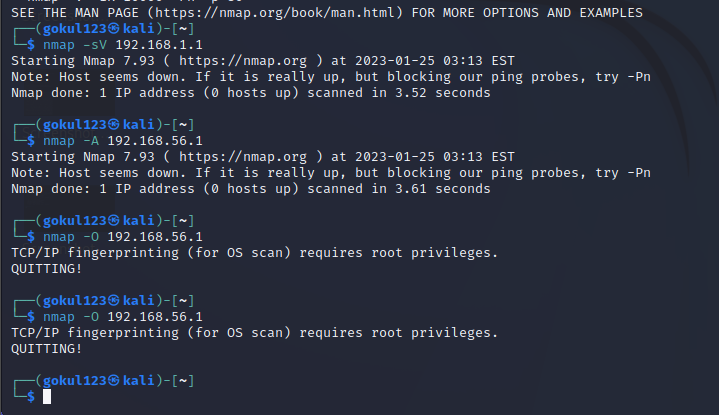 SEE THE MAN PAGE (https://nmap.org/book/man.html) FOR MORE OPTIONS AND EXAMPLES
┌──(gokul123㉿kali)-[~]
└─$ nmap -sV 192.168.1.1
Starting Nmap 7.93 ( https://nmap.org ) at 2023-01-25 03:13 EST
Note: Host seems down. If it is really up, but blocking our ping probes, try -Pn
Nmap done: 1 IP address (0 hosts up) scanned in 3.52 seconds
┌──(gokul123㉿kali)-[~]
└─$ nmap -A 192.168.56.1
Starting Nmap 7.93 ( https://nmap.org ) at 2023-01-25 03:13 EST
Note: Host seems down. If it is really up, but blocking our ping probes, try -Pn
Nmap done: 1 IP address (0 hosts up) scanned in 3.61 seconds
┌──(gokul123㉿kali)-[~]
└─$ nmap -O 192.168.56.1
TCP/IP fingerprinting (for OS scan) requires root privileges.
QUITTING!
┌──(gokul123㉿kali)-[~]
└─$ nmap -O 192.168.56.1
TCP/IP fingerprinting (for OS scan) requires root privileges.
QUITTING!
┌──(gokul123㉿kali)-[~]
└─$